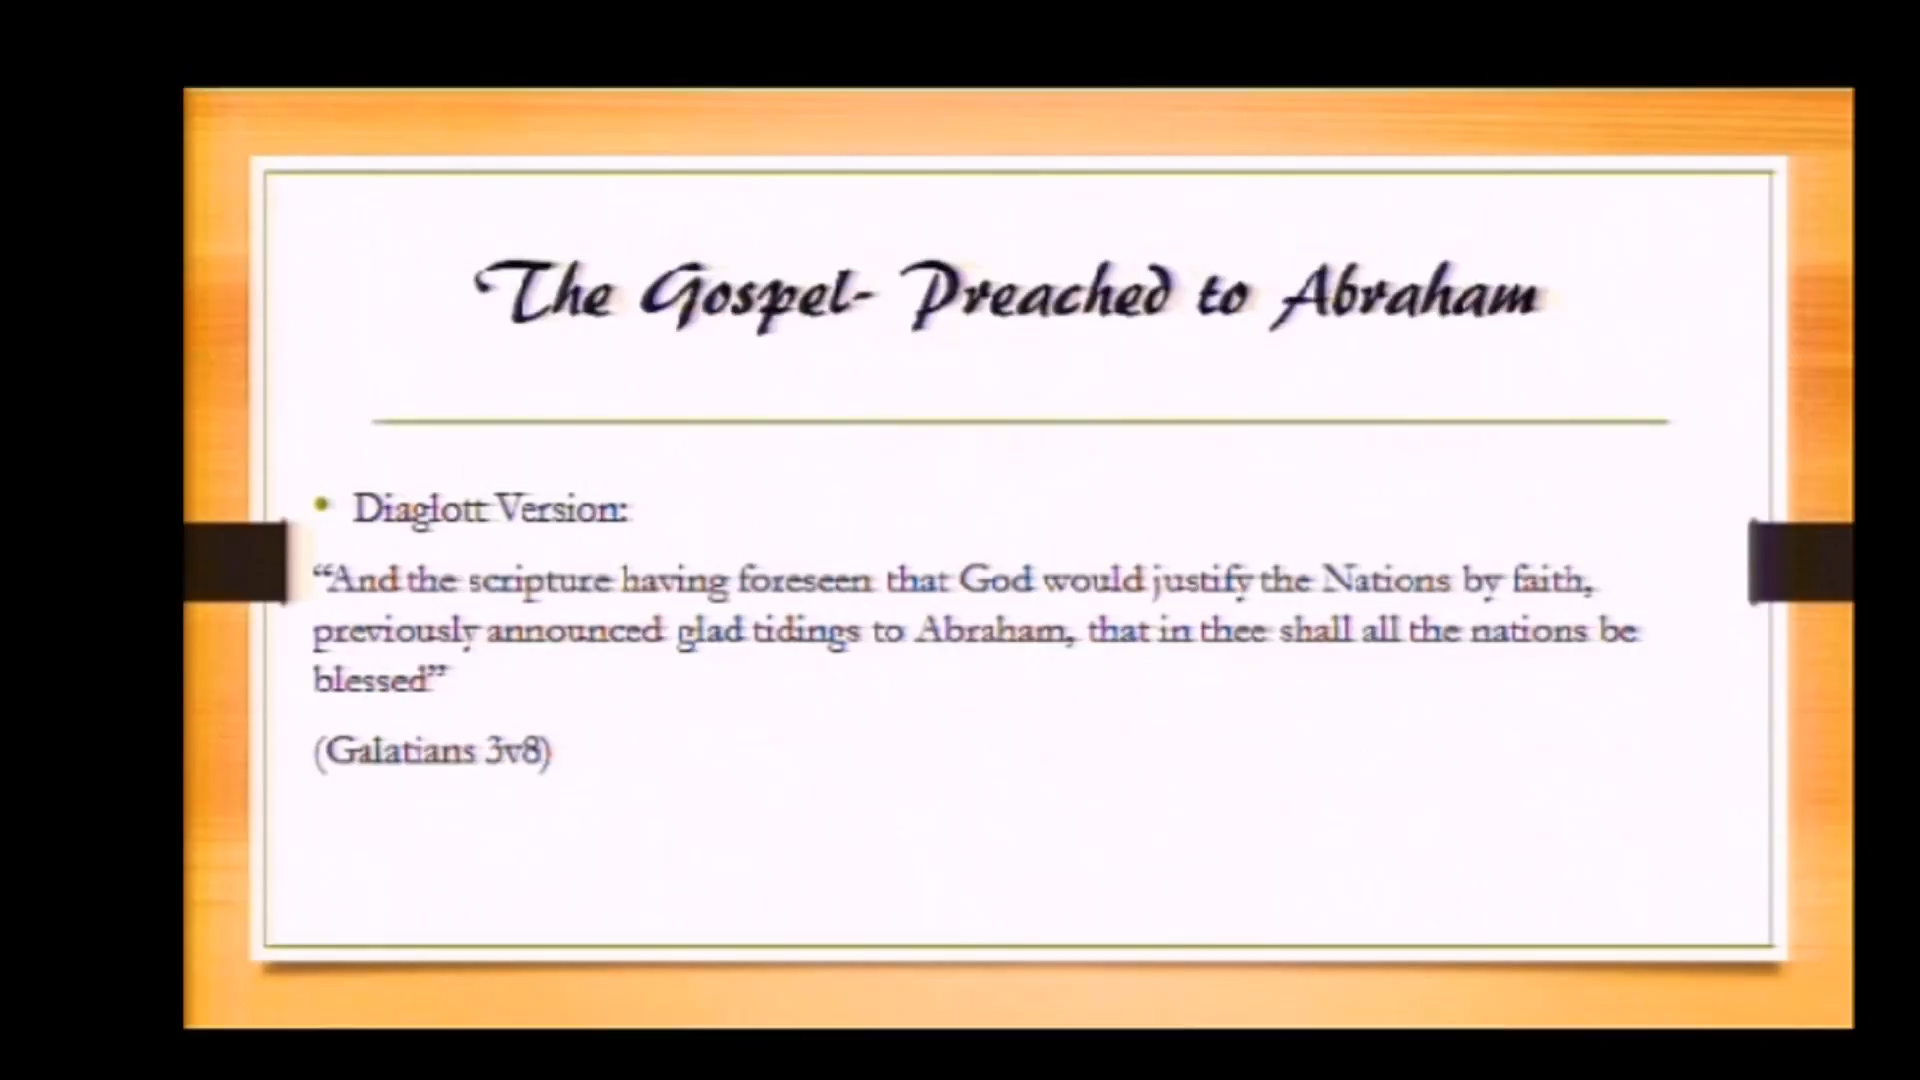 The Gospel- Preached to Abraham
• Diaglott Version:
“And the scripture having foreseen that God would justify the Nations by faith,
previously announced glad tidings to Abraham, that in thee shall all the nations be
blessed”
(Galatians 3v8)